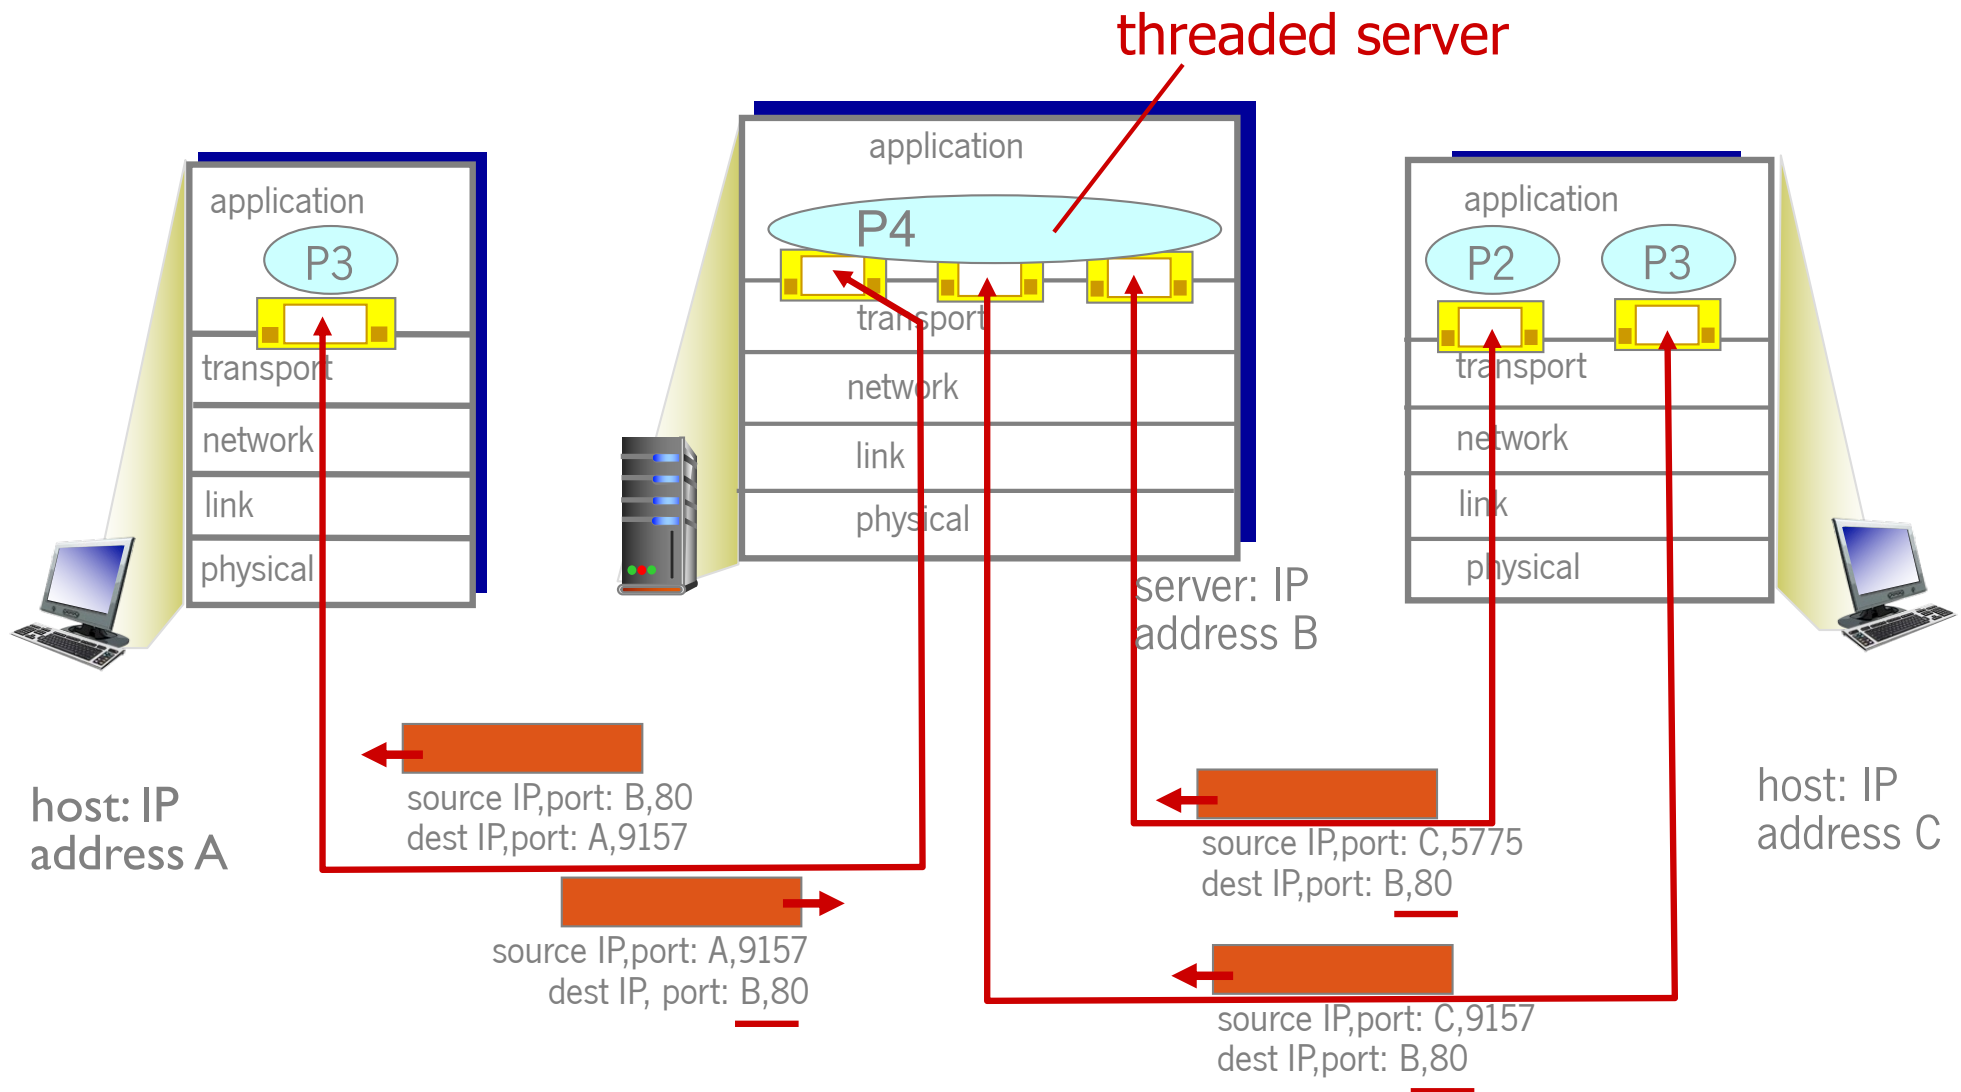 threaded server
application
P3
transport
network
link
physical
application
P4
transport
network
link
physical
application
P2
P3
transport
network
link
physical
server: IP
address B
host: IP
address A
host: IP
address C
source IP,port: B,80
dest IP,port: A,9157
source IP,port: A,9157
dest IP, port: B,80
source IP,port: C,5775
dest IP,port: B,80
source IP,port: C,9157
dest IP,port: B,80